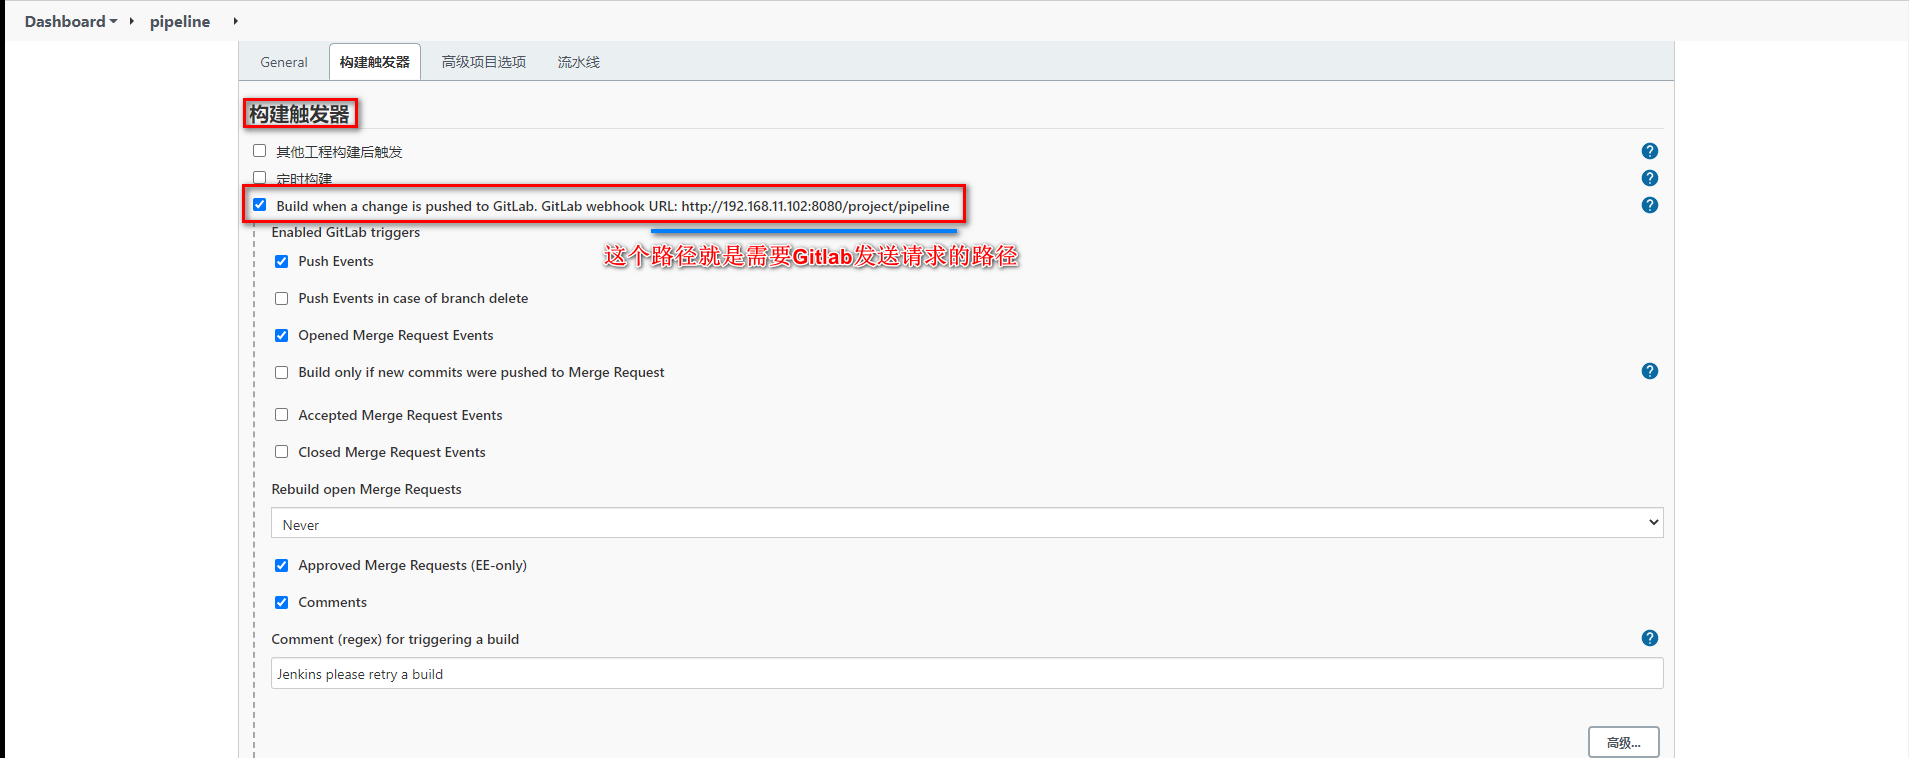 Dashboard pipeline
General 构建触发器 高级项目选项 流水线
构建触发器
其他工程构建后触发
定时构建
Build when a change is pushed to GitLab. GitLab webhook URL: http://192.168.11.102:8080/project/pipeline
Enabled GitLab triggers
这个路径就是需要Gitlab发送请求的路径
Push Events
Push Events in case of branch delete
Opened Merge Request Events
Build only if new commits were pushed to Merge Request
Accepted Merge Request Events
Closed Merge Request Events
Rebuild open Merge Requests
Never
Approved Merge Requests (EE-only)
Comments
Comment (regex) for triggering a build
Jenkins please retry a build
高级...